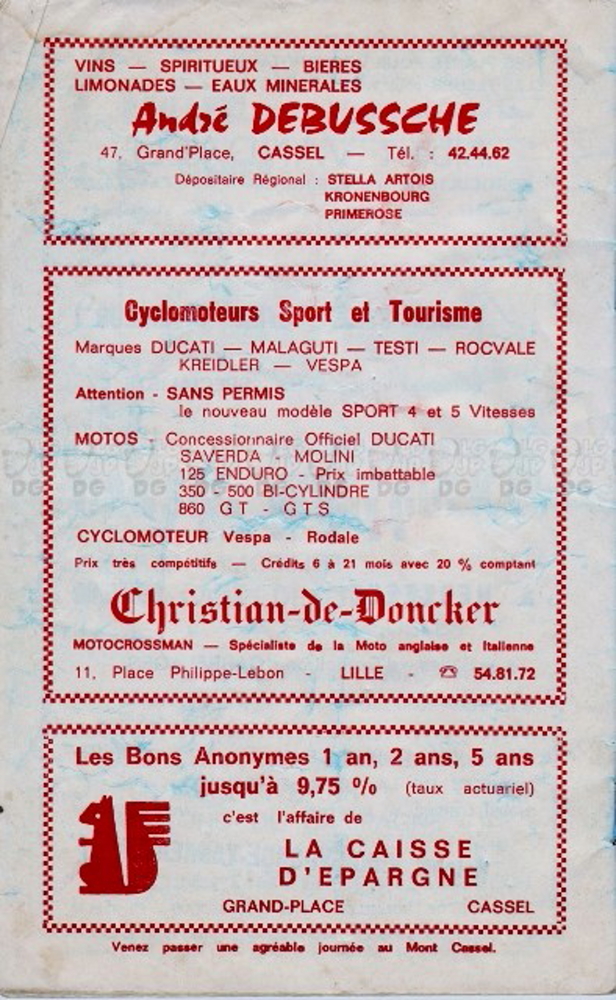 VINS — SPIRITUEUX — BIERES
LIMONADES — EAUX MINERALES
André DEBUSSCHE
47, Grand'Place, CASSEL — Tél. : 42.44.62
Dépositaire Régional : STELLA ARTOIS
KRONENBOURG
PRIMEROSE
Cyclomoteurs Sport et Tourisme
Marques DUCATI — MALAGUTI — TESTI — ROCVALE
KREIDLER — VESPA
Attention - SANS PERMIS
le nouveau modèle SPORT 4 et 5 Vitesses
MOTOS - Concessionnaire Officiel DUCATI
SAVERDA - MOLINI
125 ENDURO - Prix imbattable
350 - 500 BI-CYLINDRE
860 GT - GTS
CYCLOMOTEUR Vespa - Rodale
Prix très compétitifs — Crédits 6 à 21 mois avec 20 % comptant
Christian-de-Doncker
MOTOCROSSMAN — Spécialiste de la Moto anglaise et Italienne
11, Place Philippe-Lebon - LILLE - ☎ 54.81.72
Les Bons Anonymes 1 an, 2 ans, 5 ans
jusqu'à 9,75 % (taux actuariel)
c'est l'affaire de
LA CAISSE
D'EPARGNE
GRAND-PLACE CASSEL
Venez passer une agréable journée au Mont Cassel.